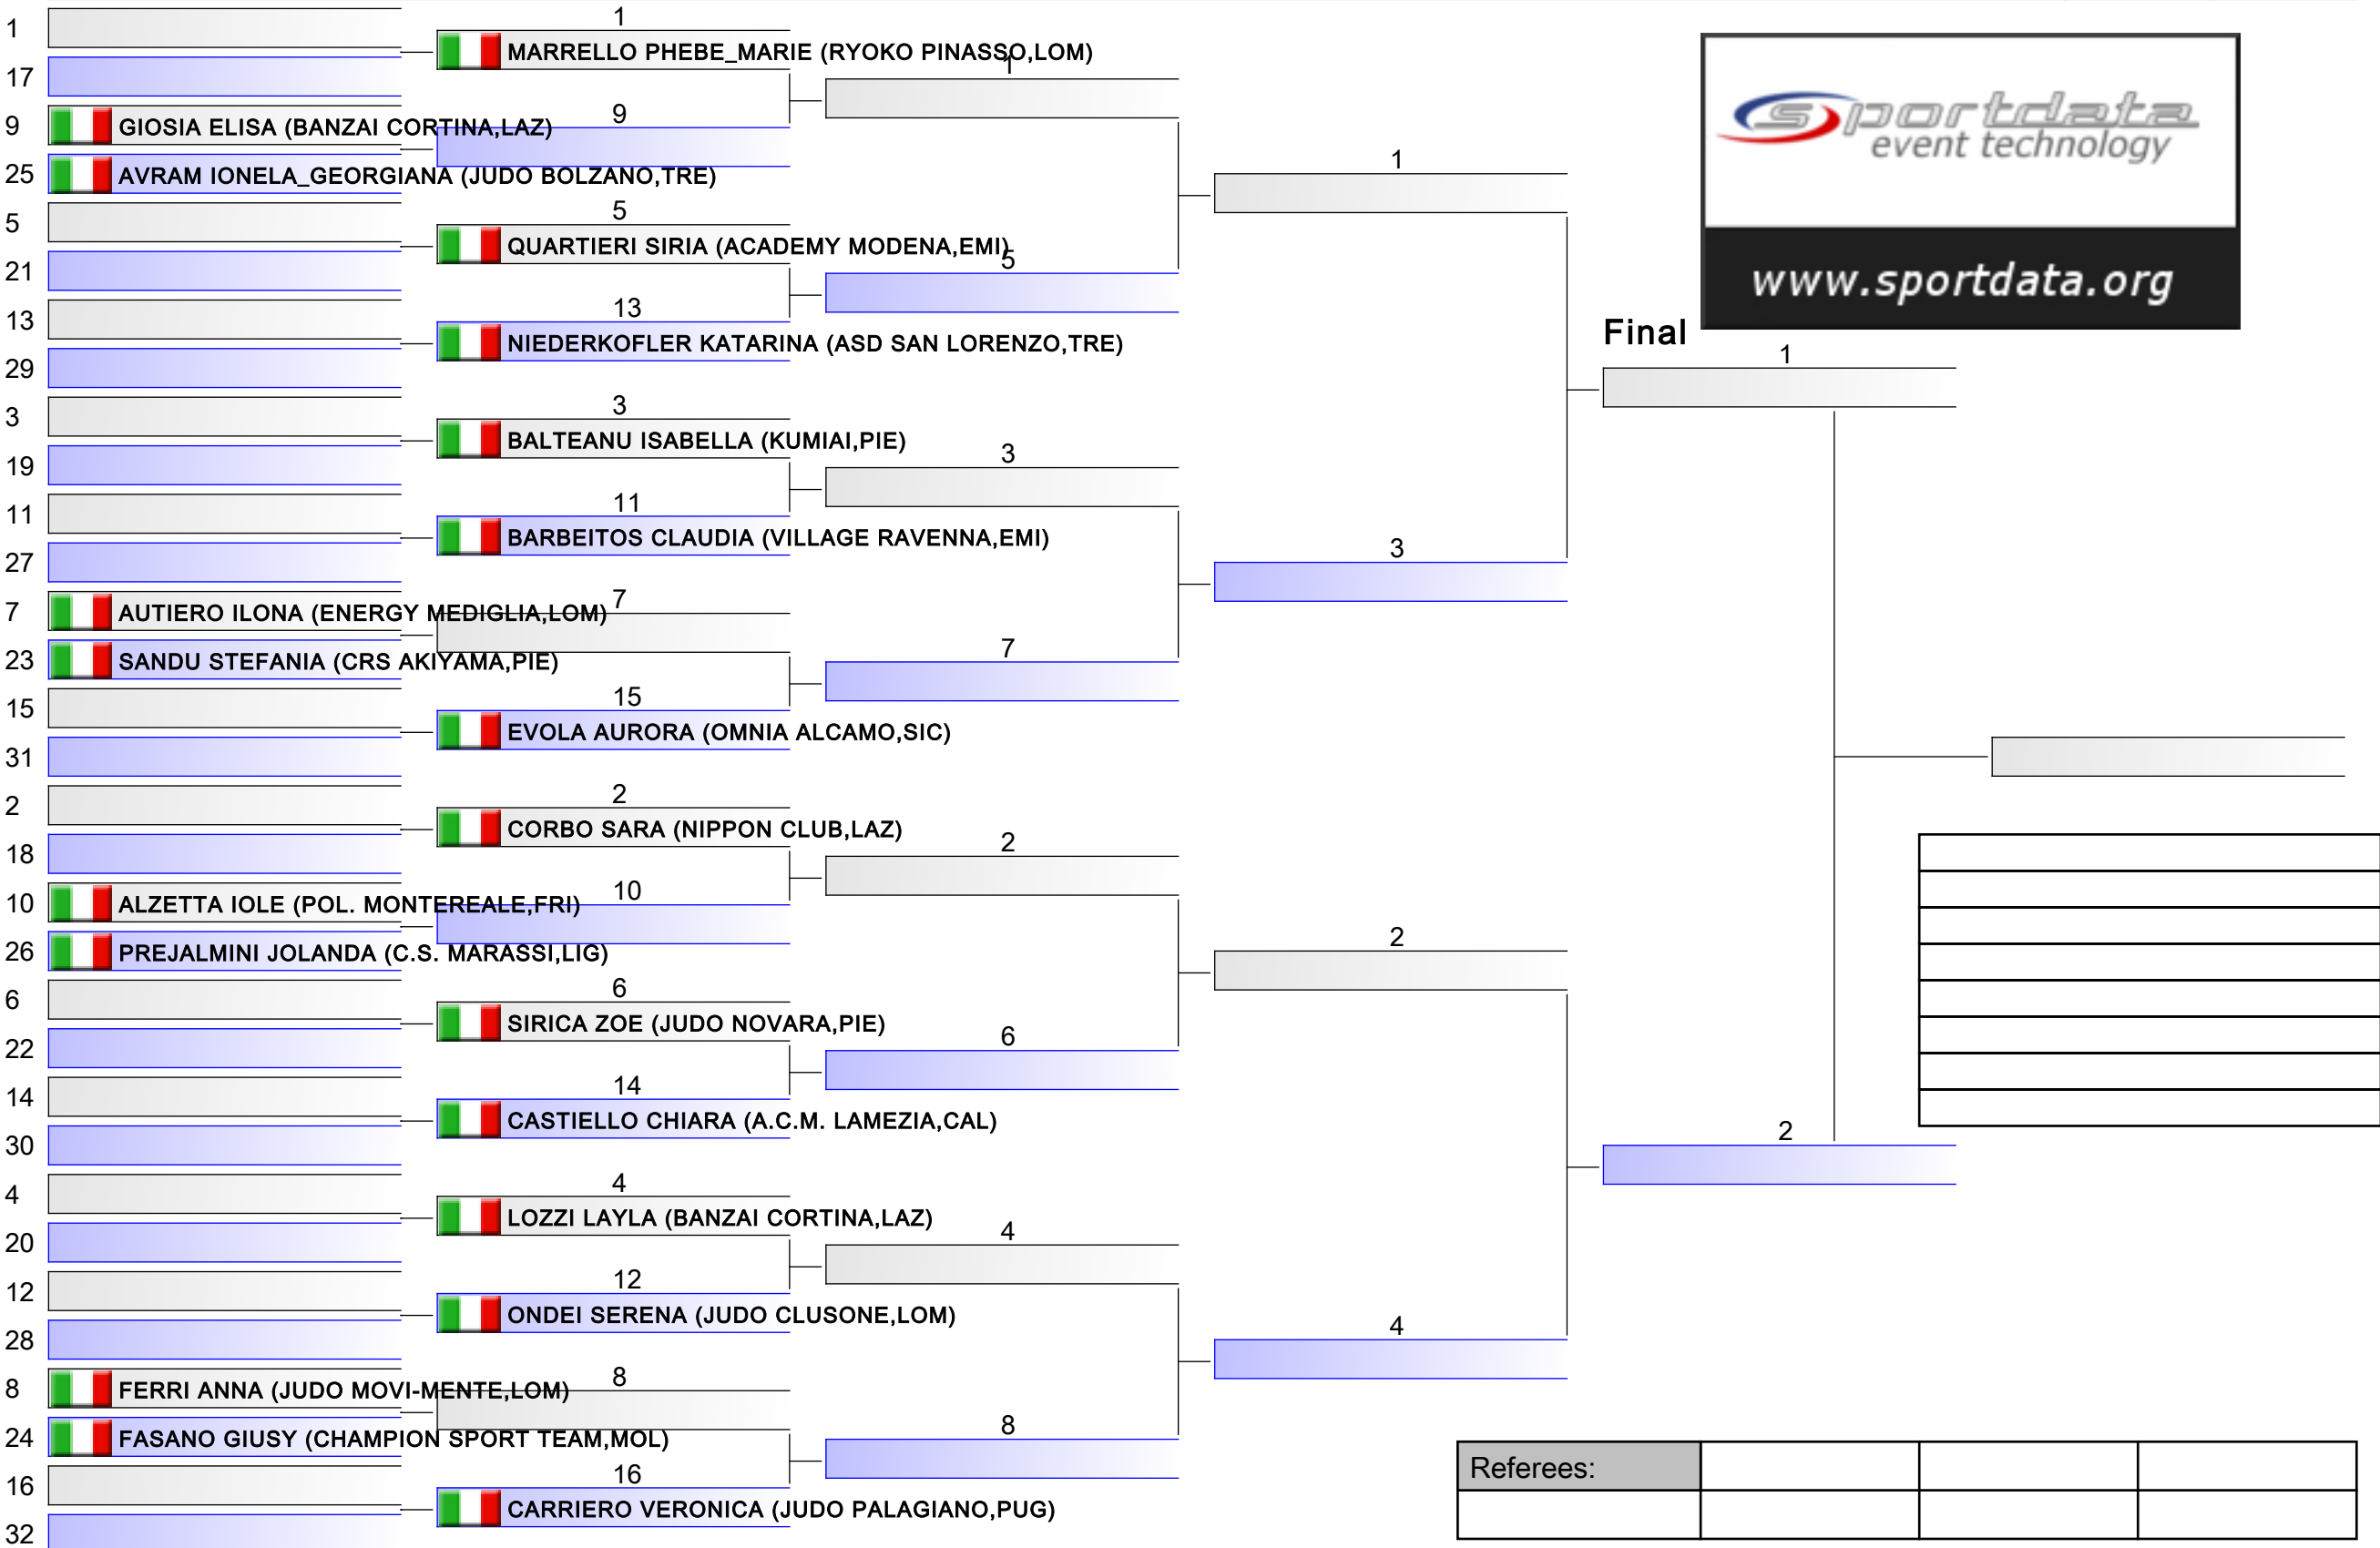 1
17
9 GIOSIA ELISA (BANZAI CORTINA,LAZ)
25 AVRAM IONELA_GEORGIANA (JUDO BOLZANO,TRE)
5
21
13
29
3
19
11
27
7 AUTIERO ILONA (ENERGY MEDIGLIA,LOM)
23 SANDU STEFANIA (CRS AKIYAMA,PIE)
15
31
2
18
10 ALZETTA IOLE (POL. MONTEREALE,FRI)
26 PREJALMINI JOLANDA (C.S. MARASSI,LIG)
6
22
14
30
4
20
12
28
8 FERRI ANNA (JUDO MOVI-MENTE,LOM)
24 FASANO GIUSY (CHAMPION SPORT TEAM,MOL)
16
32
1
MARRELLO PHEBE_MARIE (RYOKO PINASSO,LOM)
9
5
QUARTIERI SIRIA (ACADEMY MODENA,EMI)
13
NIEDERKOFLER KATARINA (ASD SAN LORENZO,TRE)
3
BALTEANU ISABELLA (KUMIAI,PIE)
11
BARBEITOS CLAUDIA (VILLAGE RAVENNA,EMI)
7
15
EVOLA AURORA (OMNIA ALCAMO,SIC)
2
CORBO SARA (NIPPON CLUB,LAZ)
10
6
SIRICA ZOE (JUDO NOVARA,PIE)
14
CASTIELLO CHIARA (A.C.M. LAMEZIA,CAL)
4
LOZZI LAYLA (BANZAI CORTINA,LAZ)
12
ONDEI SERENA (JUDO CLUSONE,LOM)
8
16
CARRIERO VERONICA (JUDO PALAGIANO,PUG)
1
5
3
7
2
6
4
8
1
3
2
4
Final
1
2
sportdata
event technology
www.sportdata.org
Referees: